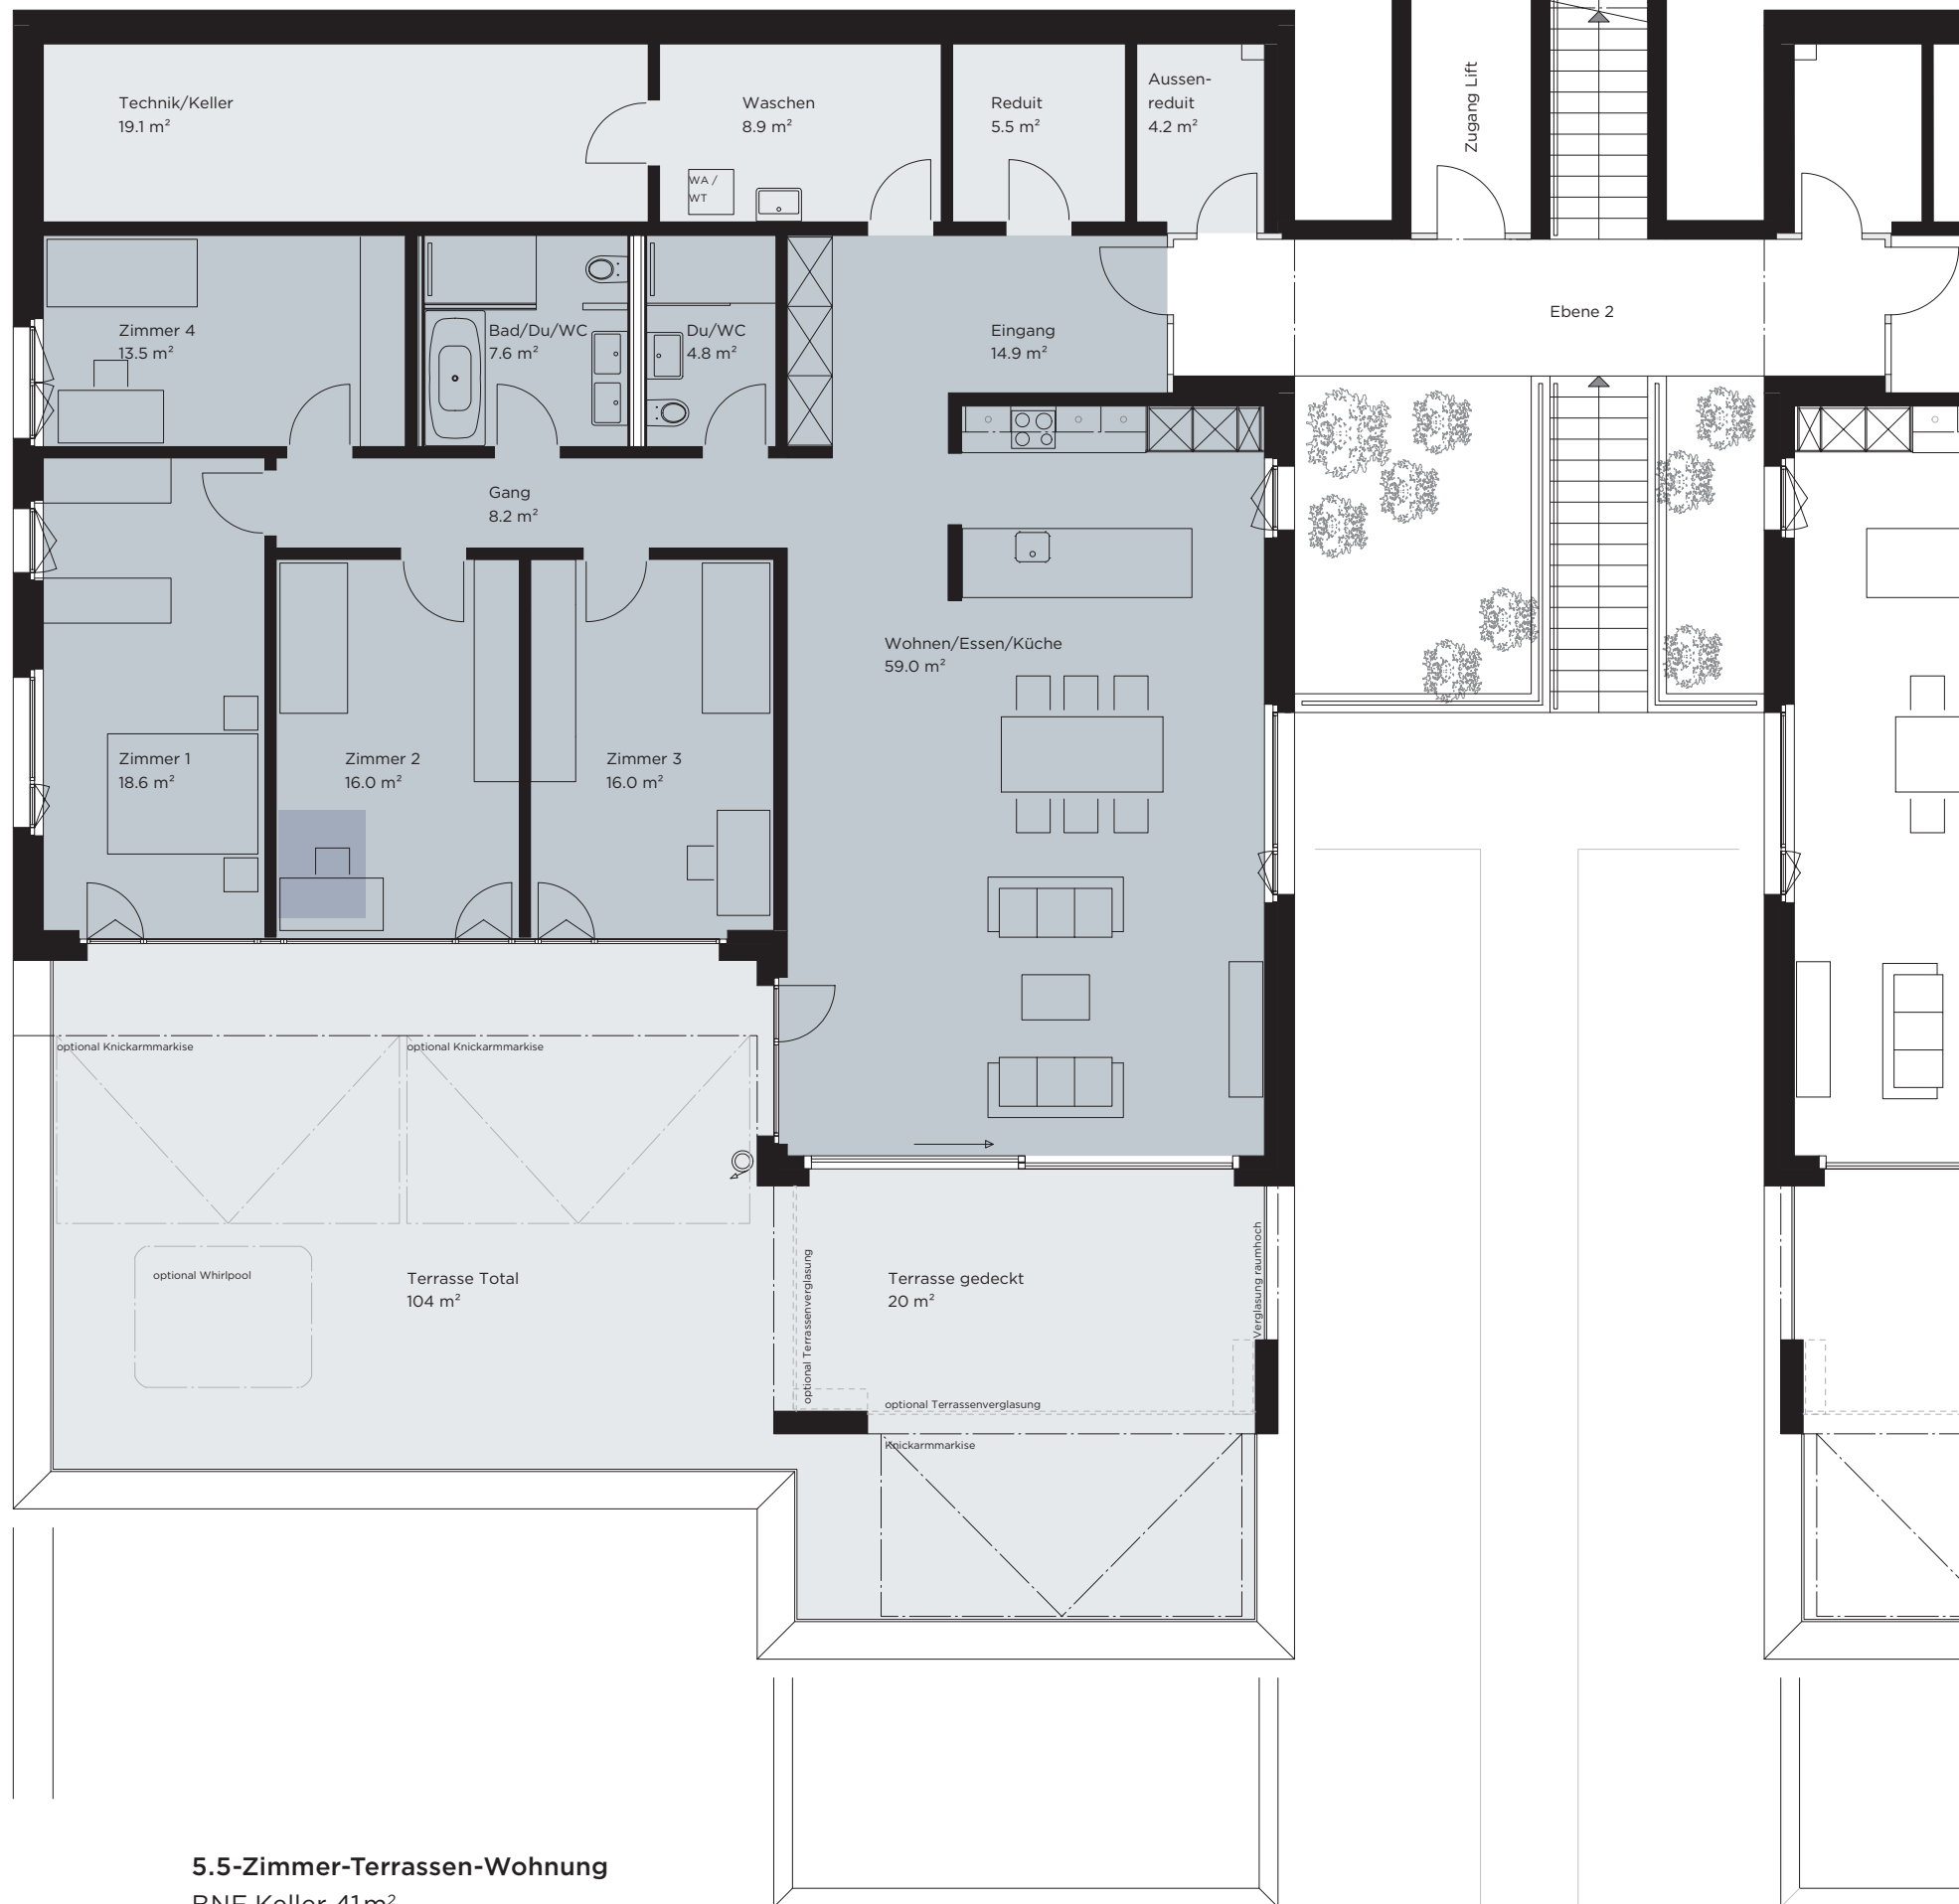 Technik/Keller
19.1 m²
Waschen
8.9 m²
WA /
WT
Reduit
5.5 m²
Aussen-
reduit
4.2 m²
Zugang Lift
Zimmer 4
13.5 m²
Bad/Du/WC
7.6 m²
Du/WC
4.8 m²
Eingang
14.9 m²
Ebene 2
Gang
8.2 m²
Wohnen/Essen/Küche
59.0 m²
Zimmer 1
18.6 m²
Zimmer 2
16.0 m²
Zimmer 3
16.0 m²
optional Knickarmmarkise
optional Knickarmmarkise
optional Whirlpool
Terrasse Total
104 m²
optional Terrassenverglasung
Terrasse gedeckt
20 m²
Verglasung raumhoch
optional Terrassenverglasung
Knickarmmarkise
5.5-Zimmer-Terrassen-Wohnung
BNF Keller 41m²